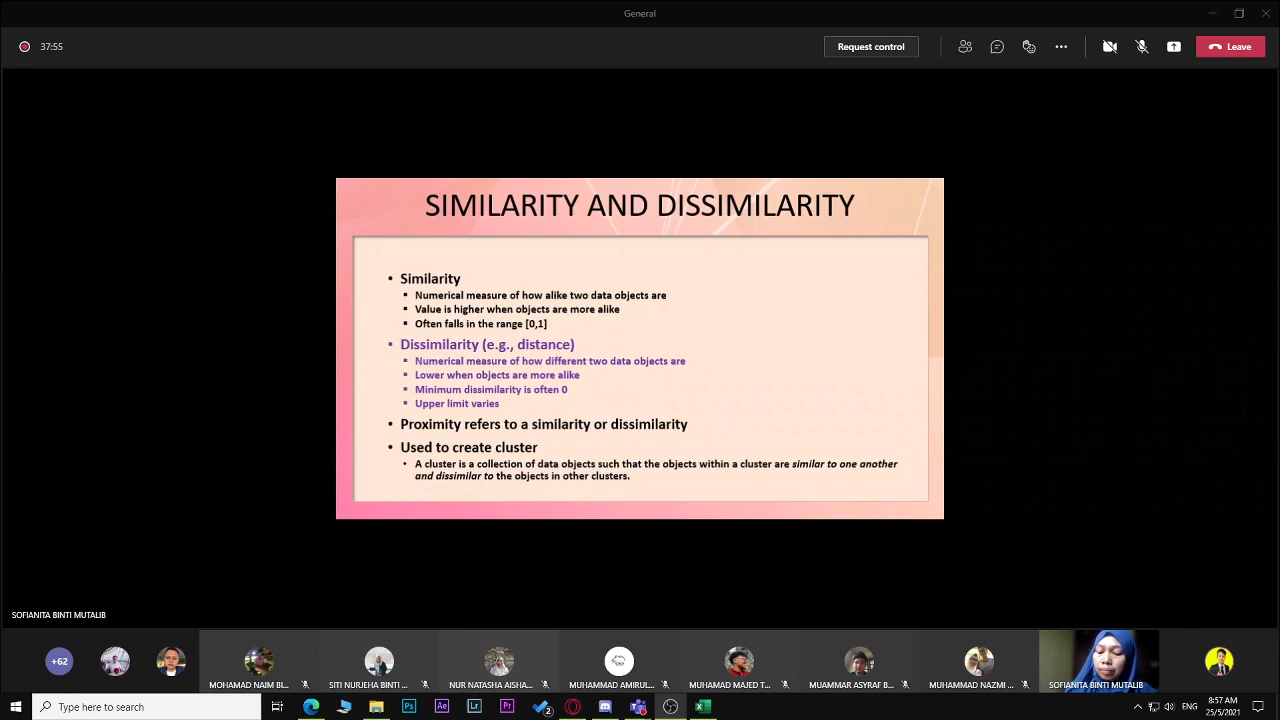 General
37:55
Request control
Leave
SIMILARITY AND DISSIMILARITY
• Similarity
▪ Numerical measure of how alike two data objects are
▪ Value is higher when objects are more alike
▪ Often falls in the range [0,1]
• Dissimilarity (e.g., distance)
▪ Numerical measure of how different two data objects are
▪ Lower when objects are more alike
▪ Minimum dissimilarity is often 0
▪ Upper limit varies
• Proximity refers to a similarity or dissimilarity
• Used to create cluster
• A cluster is a collection of data objects such that the objects within a cluster are similar to one another
and dissimilar to the objects in other clusters.
SOFIANITA BINTI MUTALIB
+62
MOHAMAD NAIM BI...
SITI NURJEHA BINTI ...
NUR NATASHA AISHA...
MUHAMMAD AMIRUL...
MUHAMAD MAJED T...
MUAMMAR ASYRAF B...
MUHAMMAD NAZMI ...
SOFIANITA BINTI MUTALIB
Type here to search
Ps
Ae
Lr
Pr
2
ENG
8:57 AM
25/5/2021